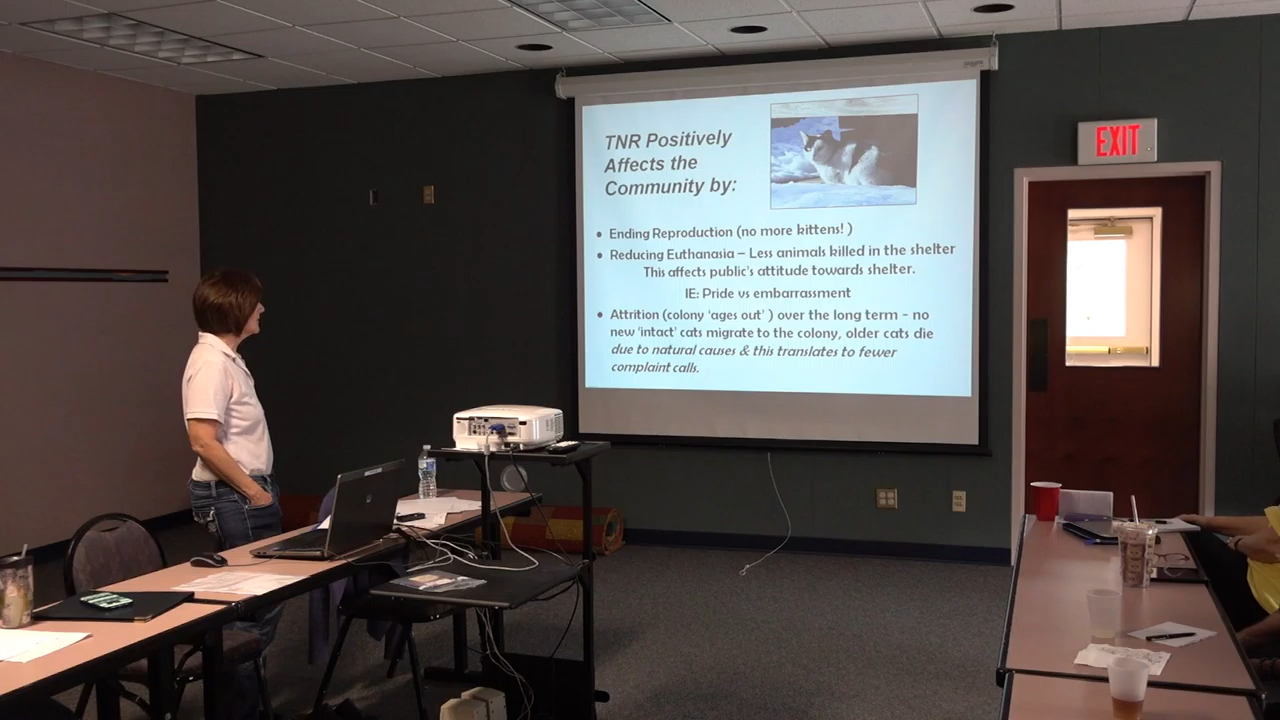 TNR Positively
Affects the
Community by:
• Ending Reproduction (no more kittens! )
• Reducing Euthanasia – Less animals killed in the shelter
This affects public's attitude towards shelter.
IE: Pride vs embarrassment
• Attrition (colony 'ages out' ) over the long term - no
new 'intact' cats migrate to the colony, older cats die
due to natural causes & this translates to fewer
complaint calls.
EXIT